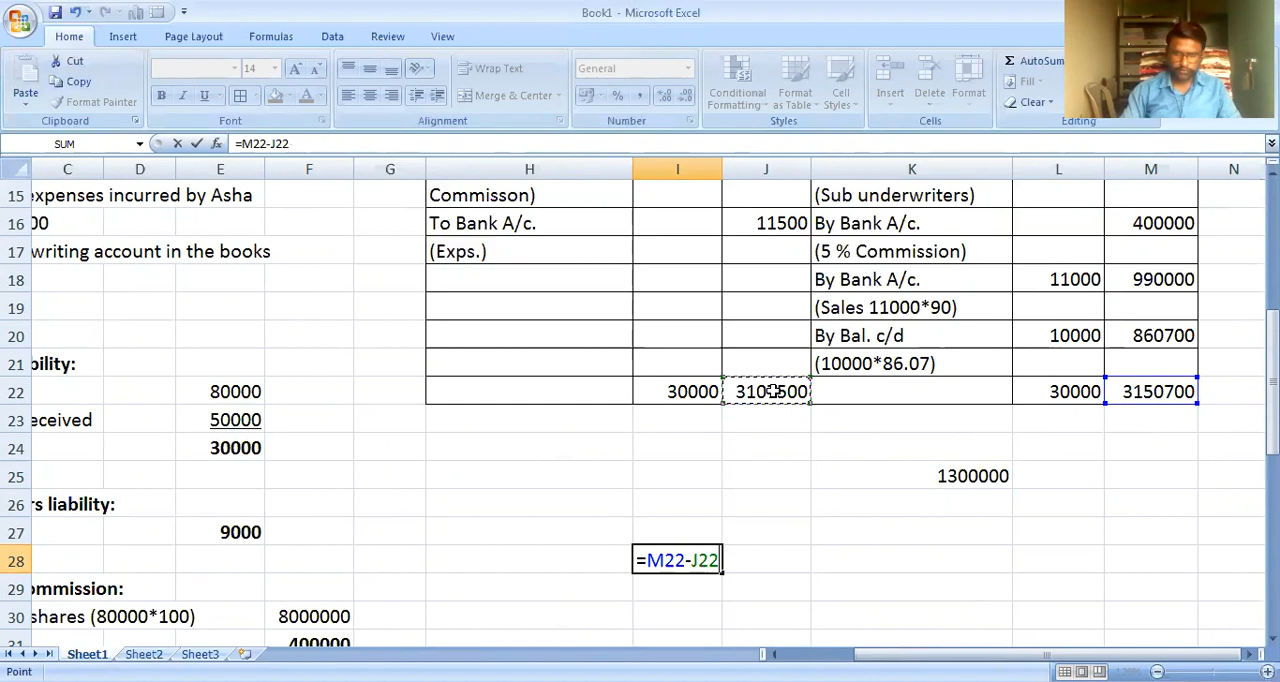 Book1 - Microsoft Excel
Home Insert Page Layout Formulas Data Review View
Cut
Copy
Format Painter
Paste
Clipboard
14
Font
Wrap Text
Merge & Center
Alignment
General
Number
Conditional Formatting
Format as Table
Cell Styles
Styles
Insert Delete Format
Cells
AutoSum
Fill
Clear
Editing
SUM =M22-J22
C D E F G H I J K L M N
15 expenses incurred by Asha Commisson) (Sub underwriters)
16 00 To Bank A/c. 11500 By Bank A/c. 400000
17 writing account in the books (Exps.) (5 % Commission)
18 By Bank A/c. 11000 990000
19 (Sales 11000*90)
20 By Bal. c/d 10000 860700
21 bility: (10000*86.07)
22 80000 30000 30000 3150700
23 eceived 50000
24 30000
25 1300000
26 rs liability:
27 9000
28 =M22-J22
29 ommission:
30 shares (80000*100) 8000000
31 400000
Sheet1 Sheet2 Sheet3
Point